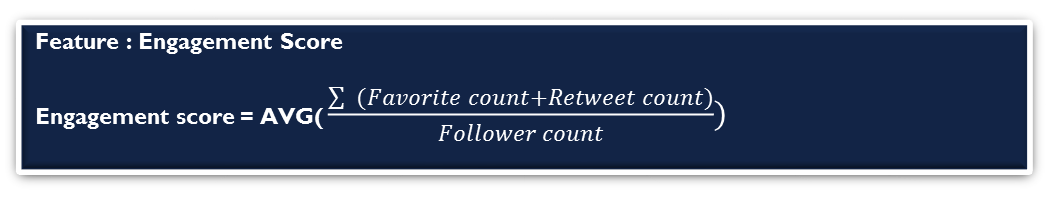 Feature : Engagement Score
Engagement score = AVG(∑ (Favorite count+Retweet count)
Follower count)